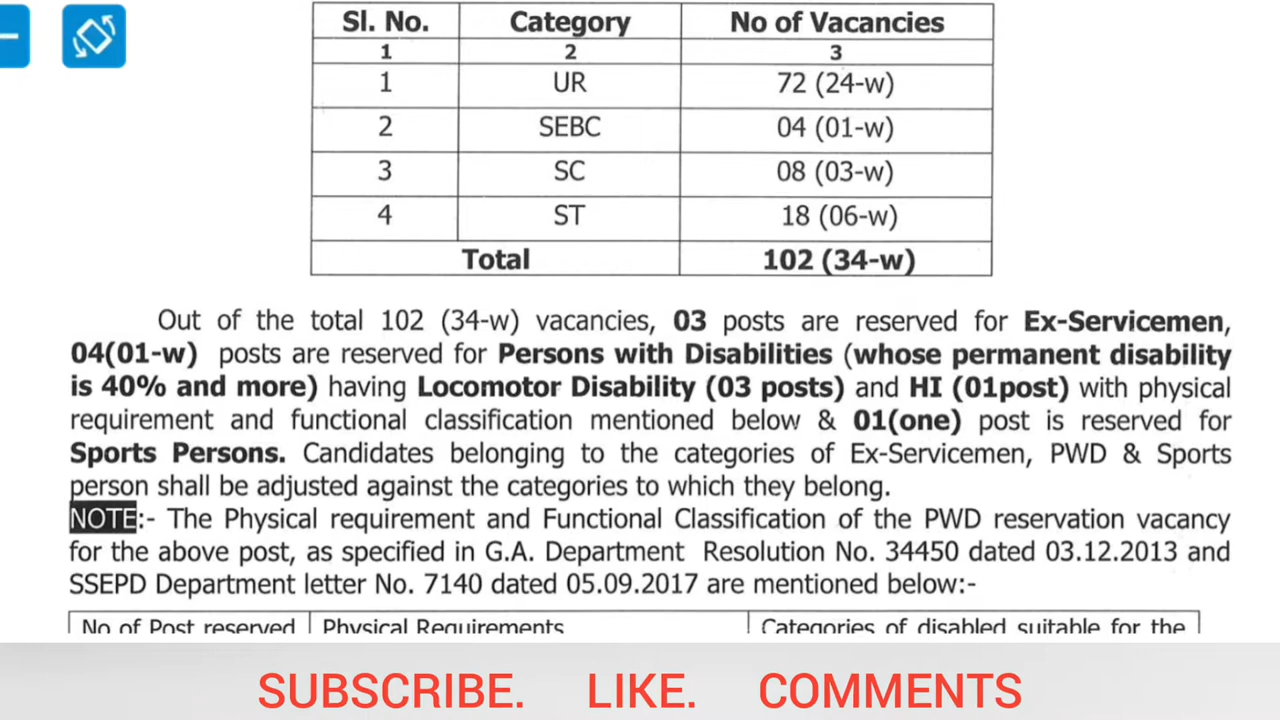 Sl. No. Category No of Vacancies
1 2 3
1 UR 72 (24-w)
2 SEBC 04 (01-w)
3 SC 08 (03-w)
4 ST 18 (06-w)
Total 102 (34-w)
Out of the total 102 (34-w) vacancies, 03 posts are reserved for Ex-Servicemen,
04(01-w) posts are reserved for Persons with Disabilities (whose permanent disability
is 40% and more) having Locomotor Disability (03 posts) and HI (01post) with physical
requirement and functional classification mentioned below & 01(one) post is reserved for
Sports Persons. Candidates belonging to the categories of Ex-Servicemen, PWD & Sports
person shall be adjusted against the categories to which they belong.
NOTE:- The Physical requirement and Functional Classification of the PWD reservation vacancy
for the above post, as specified in G.A. Department Resolution No. 34450 dated 03.12.2013 and
SSEPD Department letter No. 7140 dated 05.09.2017 are mentioned below:-
No of Post reserved Physical Requirements Categories of disabled suitable for the
SUBSCRIBE. LIKE. COMMENTS